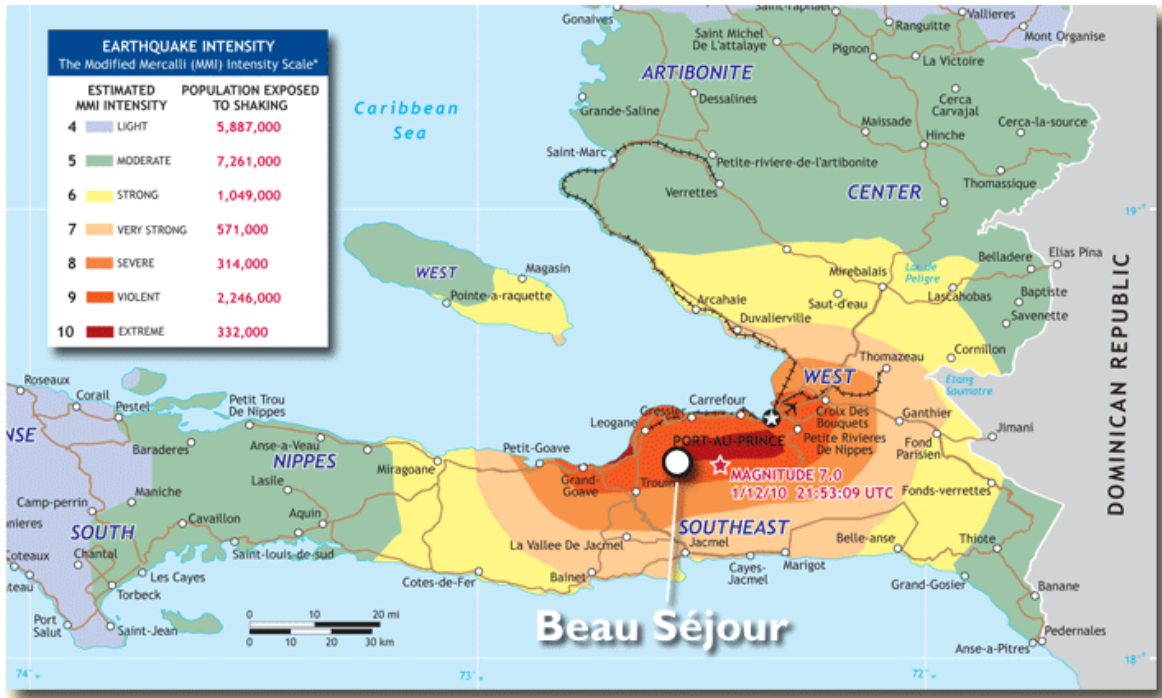 EARTHQUAKE INTENSITY
The Modified Mercalli (MMI) Intensity Scale*
ESTIMATED
MMI INTENSITY
POPULATION EXPOSED
TO SHAKING
4 LIGHT 5,887,000
5 MODERATE 7,261,000
6 STRONG 1,049,000
7 VERY STRONG 571,000
8 SEVERE 314,000
9 VIOLENT 2,246,000
10 EXTREME 332,000
Gonaives
Saint-raphael
Vallieres
Ranguitte
Mont Organise
Saint Michel
De L'attalaye
Pignon
La Victoire
ARTIBONITE
Caribbean
Sea
Grande-Saline
Dessalines
Cerca
Carvajal
Maissade
Hinche
Cerca-la-source
Saint-Marc
Petite-riviere-de-l'artibonite
Verrettes
Thomassique
CENTER
19°
WEST
Magasin
Pointe-a-raquette
Mirebalais
Lac de
Peligre
Belladere
Elias Pina
Lascahobas
Baptiste
Savenette
Saut-d'eau
Arcahaie
Duvalierville
Cornillon
Thomazeau
WEST
Etang
Saumatre
DOMINICAN REPUBLIC
Roseaux
Corail
Pestel
Petit Trou
De Nippes
NSE
Baraderes
Anse-a-Veau
NIPPES
Miragoane
Petit-Goave
Leogane
Gressier
Carrefour
PORT-AU-PRINCE
Croix Des
Bouquets
Petite Rivieres
De Nippes
Ganthier
Fond
Parisien
Jimani
Grand-
Goave
Trouin
MAGNITUDE 7.0
1/12/10 21:53:09 UTC
Fonds-verrettes
Camp-perrin
Maniche
Lasile
nnieres
SOUTH
Cavaillon
Aquin
Saint-louis-de-sud
La Vallee De Jacmel
SOUTHEAST
Jacmel
Cayes-
Jacmel
Marigot
Belle-anse
Thiote
Coteaux
Chantal
teau
Les Cayes
Torbeck
Cotes-de-Fer
Bainet
Grand-Gosier
Banane
Port
Salut
Saint-Jean
0 10 20 mi
0 10 20 30 km
Beau Séjour
Pedernales
Anse-a-Pitres
74°
73°
72°
18°